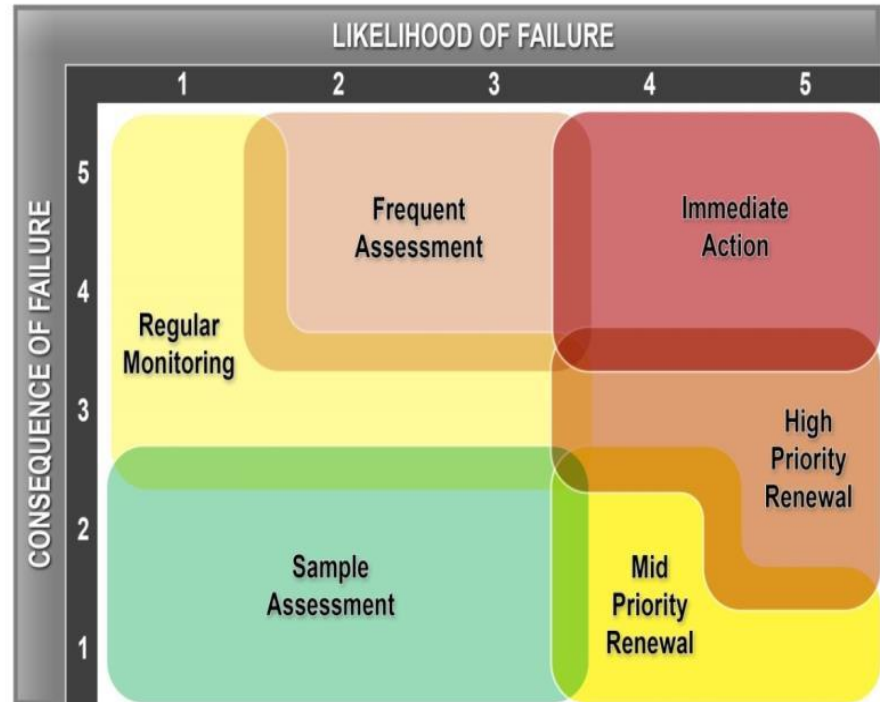 LIKELIHOOD OF FAILURE
1 2 3 4 5
CONSEQUENCE OF FAILURE
5
4
3
2
1
Frequent
Assessment
Immediate
Action
Regular
Monitoring
High
Priority
Renewal
Sample
Assessment
Mid
Priority
Renewal